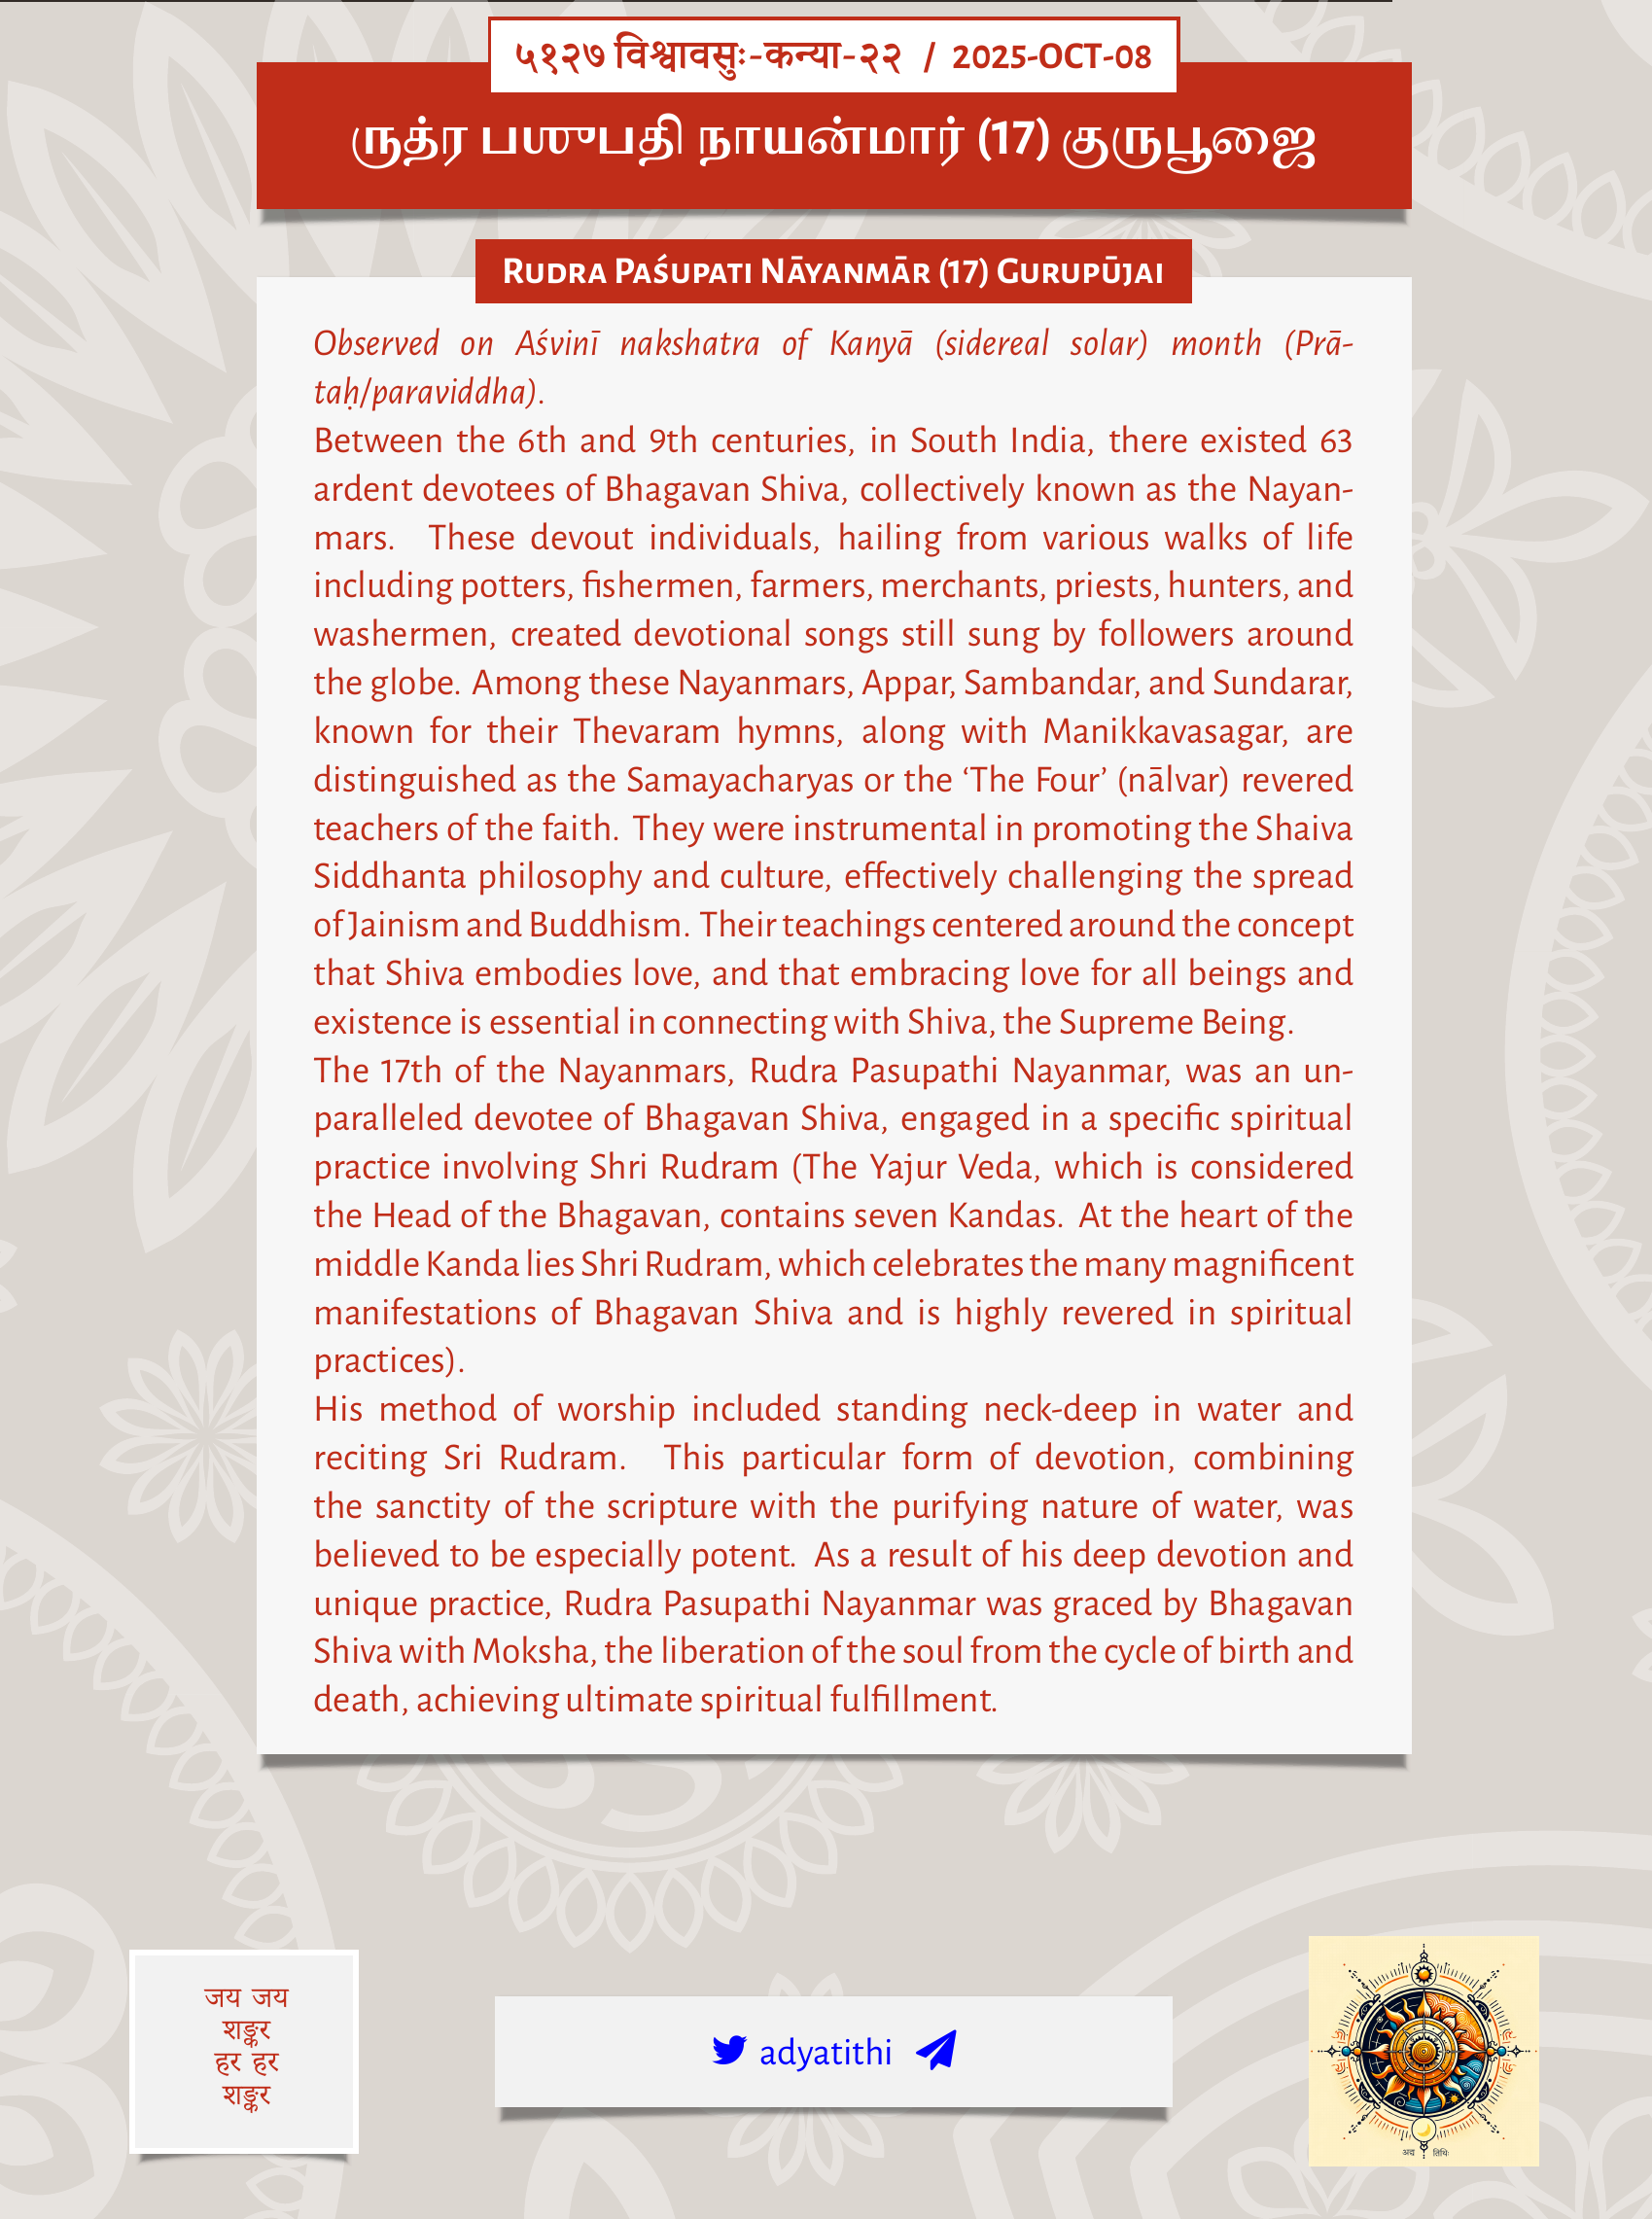 ५१२७ विश्वावसुः-कन्या-२२ / 2025-OCT-08
ருத்ர பஶுபதி நாயன்மார் (17) குருபூஜை
Rudra Paśupati Nāyanmār (17) Gurupūjai
Observed on Aśvinī nakshatra of Kanyā (sidereal solar) month (Prā-
taḥ/paraviddha).
Between the 6th and 9th centuries, in South India, there existed 63
ardent devotees of Bhagavan Shiva, collectively known as the Nayan-
mars. These devout individuals, hailing from various walks of life
including potters, fishermen, farmers, merchants, priests, hunters, and
washermen, created devotional songs still sung by followers around
the globe. Among these Nayanmars, Appar, Sambandar, and Sundarar,
known for their Thevaram hymns, along with Manikkavasagar, are
distinguished as the Samayacharyas or the ‘The Four’ (nālvar) revered
teachers of the faith. They were instrumental in promoting the Shaiva
Siddhanta philosophy and culture, effectively challenging the spread
of Jainism and Buddhism. Their teachings centered around the concept
that Shiva embodies love, and that embracing love for all beings and
existence is essential in connecting with Shiva, the Supreme Being.
The 17th of the Nayanmars, Rudra Pasupathi Nayanmar, was an un-
paralleled devotee of Bhagavan Shiva, engaged in a specific spiritual
practice involving Shri Rudram (The Yajur Veda, which is considered
the Head of the Bhagavan, contains seven Kandas. At the heart of the
middle Kanda lies Shri Rudram, which celebrates the many magnificent
manifestations of Bhagavan Shiva and is highly revered in spiritual
practices).
His method of worship included standing neck-deep in water and
reciting Sri Rudram. This particular form of devotion, combining
the sanctity of the scripture with the purifying nature of water, was
believed to be especially potent. As a result of his deep devotion and
unique practice, Rudra Pasupathi Nayanmar was graced by Bhagavan
Shiva with Moksha, the liberation of the soul from the cycle of birth and
death, achieving ultimate spiritual fulfillment.
जय जय
शङ्कर
हर हर
शङ्कर
adyatithi
अद्य तिथिः